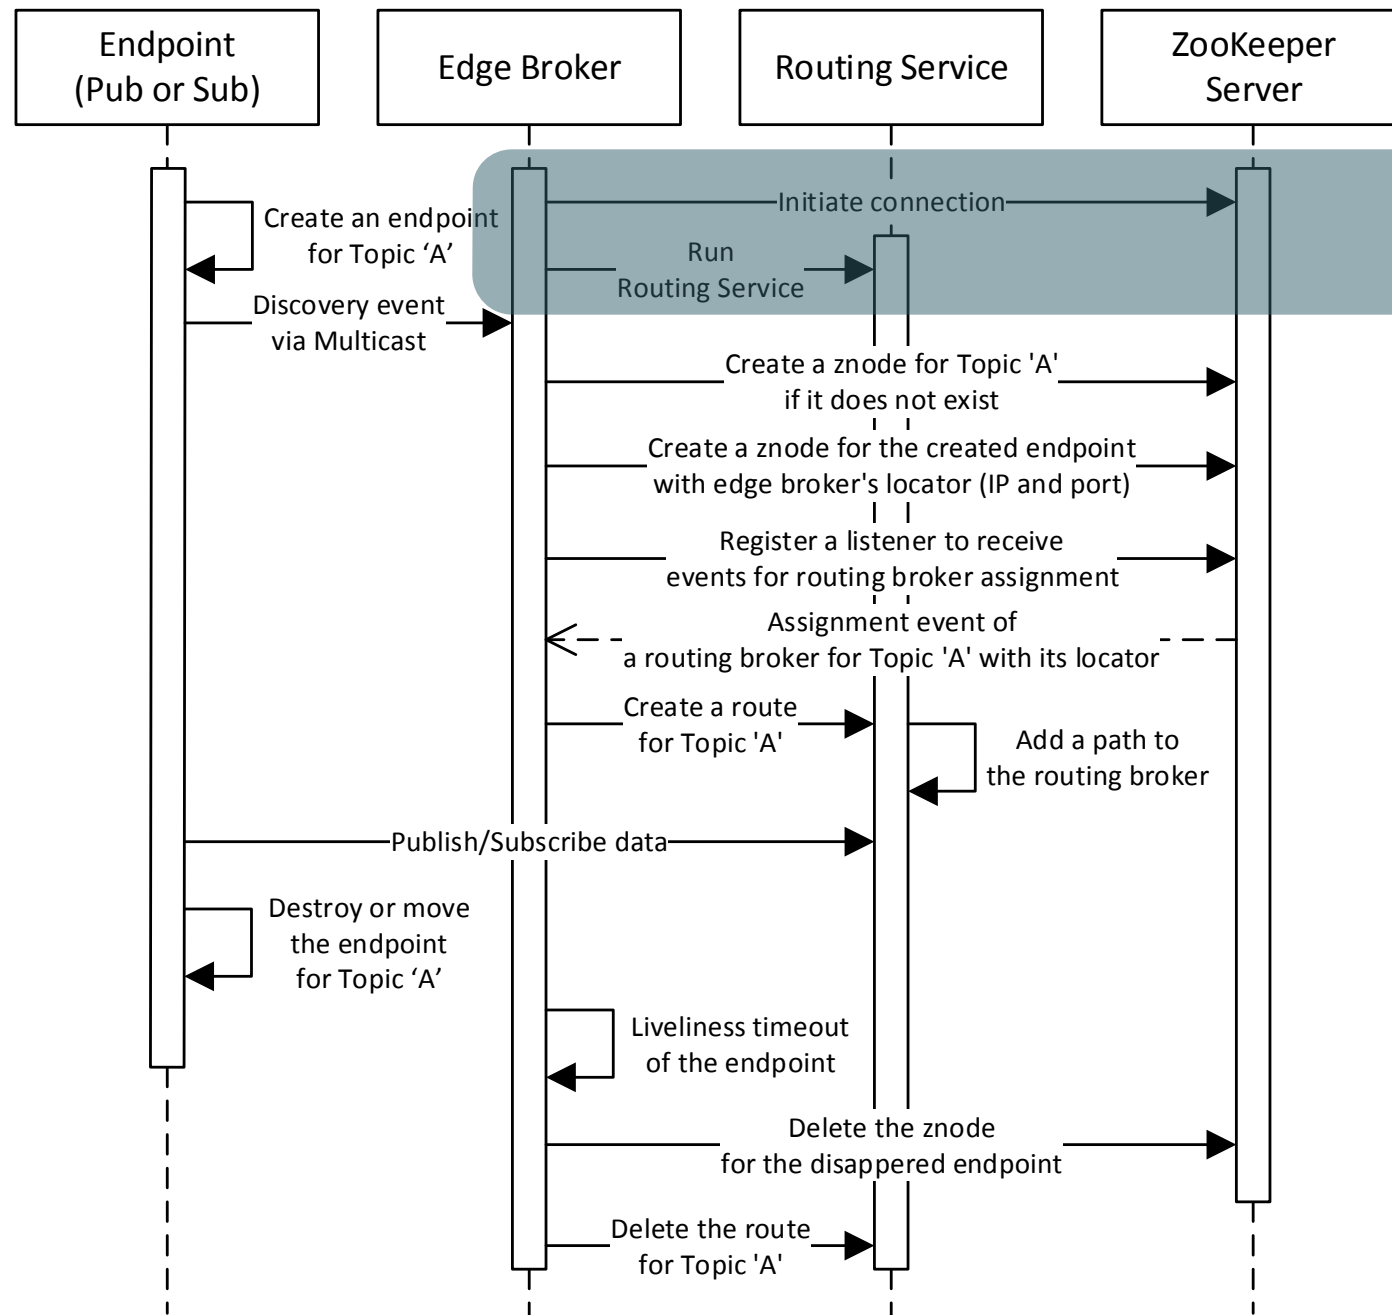 Endpoint
(Pub or Sub)
Edge Broker
Routing Service
ZooKeeper
Server
Initiate connection
Create an endpoint
for Topic ‘A’
Run
Routing Service
Discovery event
via Multicast
Create a znode for Topic 'A'
if it does not exist
Create a znode for the created endpoint
with edge broker's locator (IP and port)
Register a listener to receive
events for routing broker assignment
Assignment event of
a routing broker for Topic 'A' with its locator
Create a route
for Topic 'A'
Add a path to
the routing broker
Publish/Subscribe data
Destroy or move
the endpoint
for Topic ‘A’
Liveliness timeout
of the endpoint
Delete the znode
for the disappered endpoint
Delete the route
for Topic 'A'